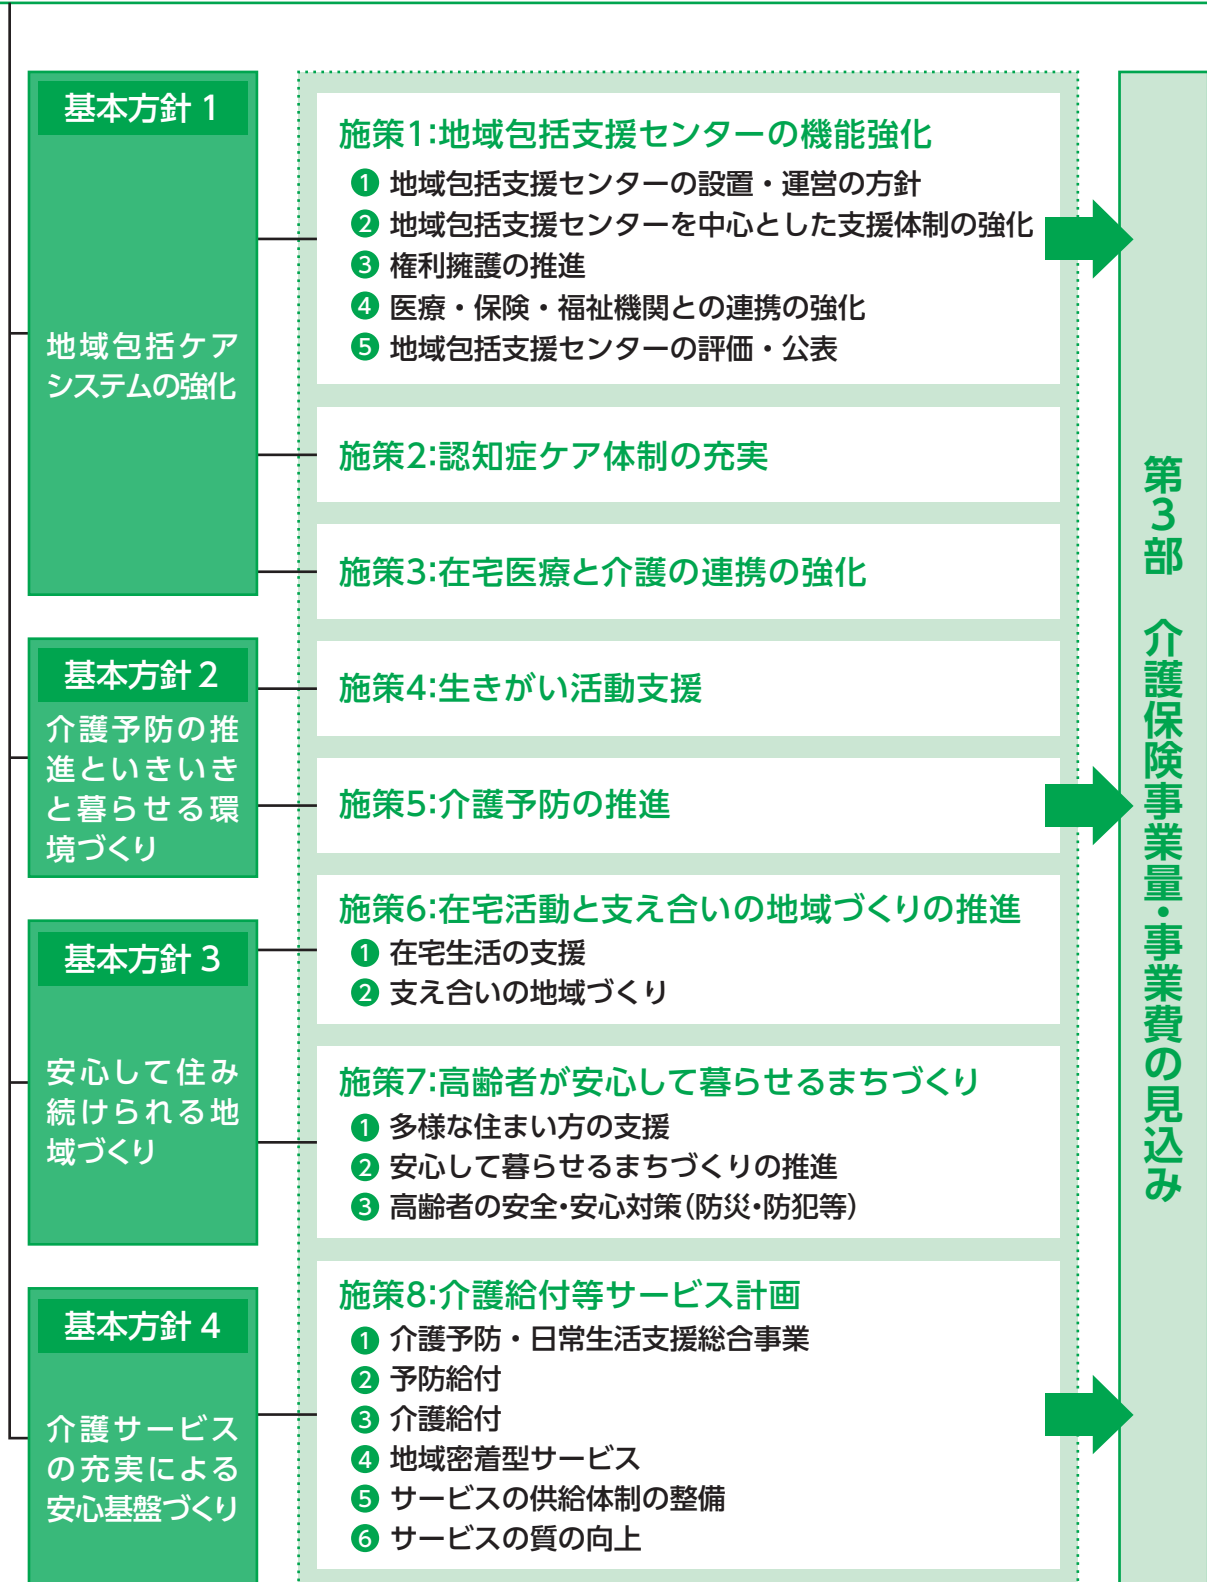 基本方針 1
地域包括ケア
システムの強化
施策1:地域包括支援センターの機能強化
❶ 地域包括支援センターの設置・運営の方針
❷ 地域包括支援センターを中心とした支援体制の強化
❸ 権利擁護の推進
❹ 医療・保険・福祉機関との連携の強化
❺ 地域包括支援センターの評価・公表
施策2:認知症ケア体制の充実
施策3:在宅医療と介護の連携の強化
基本方針 2
介護予防の推
進といきいき
と暮らせる環
境づくり
施策4:生きがい活動支援
施策5:介護予防の推進
基本方針 3
安心して住み
続けられる地
域づくり
施策6:在宅活動と支え合いの地域づくりの推進
❶ 在宅生活の支援
❷ 支え合いの地域づくり
施策7:高齢者が安心して暮らせるまちづくり
❶ 多様な住まい方の支援
❷ 安心して暮らせるまちづくりの推進
❸ 高齢者の安全・安心対策(防災・防犯等)
基本方針 4
介護サービス
の充実による
安心基盤づくり
施策8:介護給付等サービス計画
❶ 介護予防・日常生活支援総合事業
❷ 予防給付
❸ 介護給付
❹ 地域密着型サービス
❺ サービスの供給体制の整備
❻ サービスの質の向上
第3部　介護保険事業量・事業費の見込み